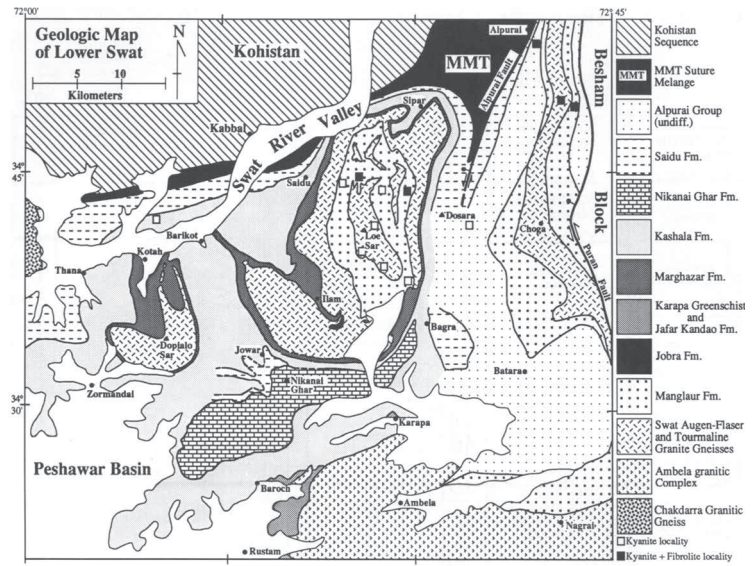 72°00'
72°45'
Geologic Map
of Lower Swat
N
5
10
Kilometers
Kohistan
MMT
Alpurai
Alpurai Fault
Besham
Block
Puran Fault
Swat River Valley
Kabbal
Sipar
34°
45'
Saidu
Loe
Sar
Dosara
Choga
Barikot
Kotah
Thana
Ilam
Bagra
Dopialo
Sar
Jowar
Nikanai
Ghar
Batara
Zormandai
34°
30'
Karapa
Peshawar Basin
Baroch
Ambela
Nagrai
Rustam
Kohistan
Sequence
MMT
MMT Suture
Melange
Alpurai Group
(undiff.)
Saidu Fm.
Nikanai Ghar Fm.
Kashala Fm.
Marghazar Fm.
Karapa Greenschist
and
Jafar Kandao Fm.
Jobra Fm.
Manglaur Fm.
Swat Augen-Flaser
and Tourmaline
Granite Gneisses
Ambela granitic
Complex
Chakdarra Granitic
Gneiss
Kyanite locality
Kyanite + Fibrolite locality